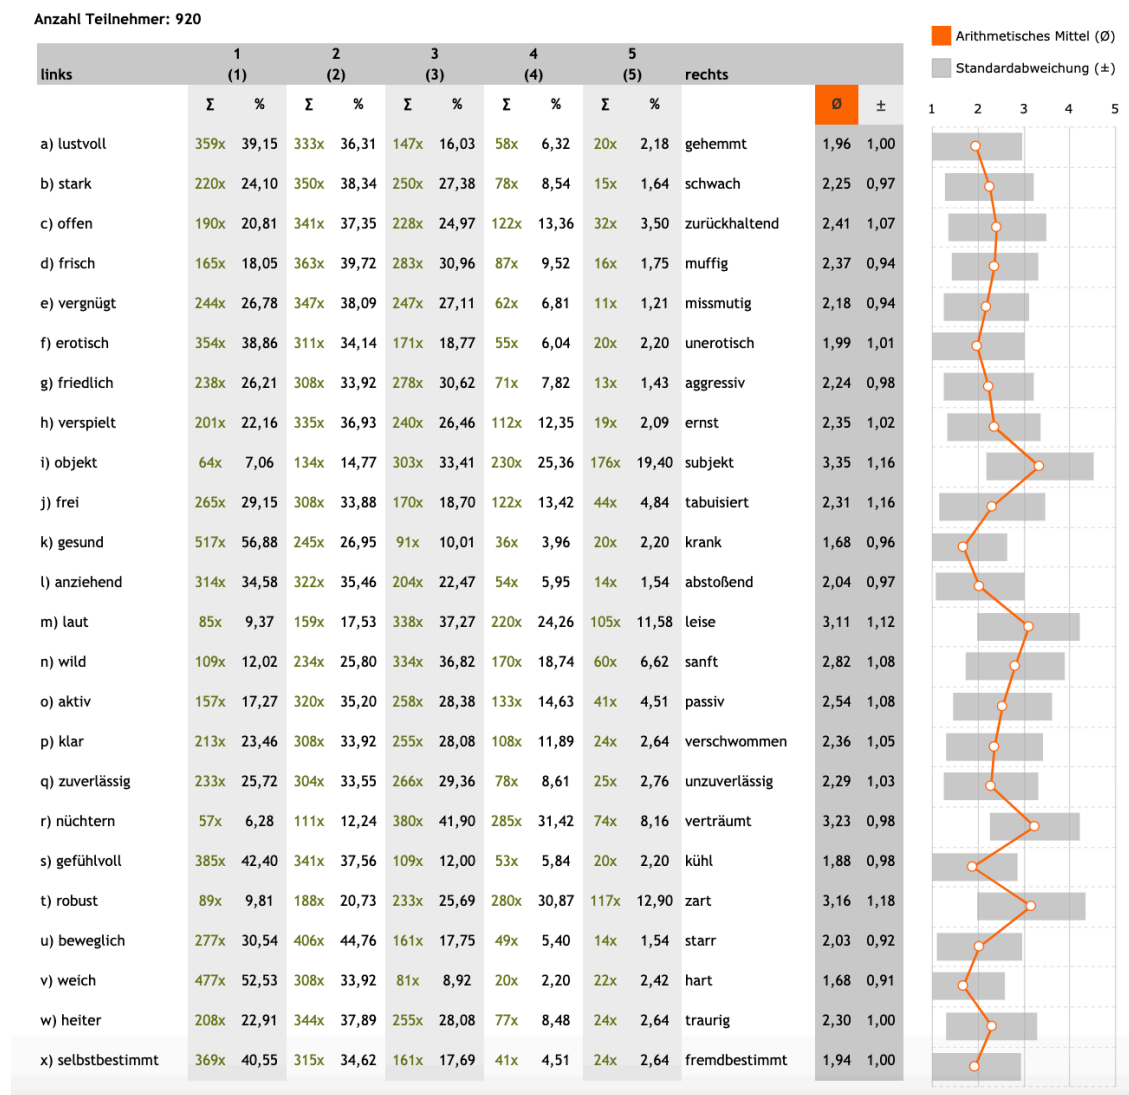 Anzahl Teilnehmer: 920
Arithmetisches Mittel (Ø)
Standardabweichung (±)
1 2 3 4 5
links (1) (2) (3) (4) (5) rechts
Σ % Σ % Σ % Σ % Σ % Ø ± 1 2 3 4 5
a) lustvoll 359x 39,15 333x 36,31 147x 16,03 58x 6,32 20x 2,18 gehemmt 1,96 1,00
b) stark 220x 24,10 350x 38,34 250x 27,38 78x 8,54 15x 1,64 schwach 2,25 0,97
c) offen 190x 20,81 341x 37,35 228x 24,97 122x 13,36 32x 3,50 zurückhaltend 2,41 1,07
d) frisch 165x 18,05 363x 39,72 283x 30,96 87x 9,52 16x 1,75 muffig 2,37 0,94
e) vergnügt 244x 26,78 347x 38,09 247x 27,11 62x 6,81 11x 1,21 missmutig 2,18 0,94
f) erotisch 354x 38,86 311x 34,14 171x 18,77 55x 6,04 20x 2,20 unerotisch 1,99 1,01
g) friedlich 238x 26,21 308x 33,92 278x 30,62 71x 7,82 13x 1,43 aggressiv 2,24 0,98
h) verspielt 201x 22,16 335x 36,93 240x 26,46 112x 12,35 19x 2,09 ernst 2,35 1,02
i) objekt 64x 7,06 134x 14,77 303x 33,41 230x 25,36 176x 19,40 subjekt 3,35 1,16
j) frei 265x 29,15 308x 33,88 170x 18,70 122x 13,42 44x 4,84 tabuisiert 2,31 1,16
k) gesund 517x 56,88 245x 26,95 91x 10,01 36x 3,96 20x 2,20 krank 1,68 0,96
l) anziehend 314x 34,58 322x 35,46 204x 22,47 54x 5,95 14x 1,54 abstoßend 2,04 0,97
m) laut 85x 9,37 159x 17,53 338x 37,27 220x 24,26 105x 11,58 leise 3,11 1,12
n) wild 109x 12,02 234x 25,80 334x 36,82 170x 18,74 60x 6,62 sanft 2,82 1,08
o) aktiv 157x 17,27 320x 35,20 258x 28,38 133x 14,63 41x 4,51 passiv 2,54 1,08
p) klar 213x 23,46 308x 33,92 255x 28,08 108x 11,89 24x 2,64 verschwommen 2,36 1,05
q) zuverlässig 233x 25,72 304x 33,55 266x 29,36 78x 8,61 25x 2,76 unzuverlässig 2,29 1,03
r) nüchtern 57x 6,28 111x 12,24 380x 41,90 285x 31,42 74x 8,16 verträumt 3,23 0,98
s) gefühlvoll 385x 42,40 341x 37,56 109x 12,00 53x 5,84 20x 2,20 kühl 1,88 0,98
t) robust 89x 9,81 188x 20,73 233x 25,69 280x 30,87 117x 12,90 zart 3,16 1,18
u) beweglich 277x 30,54 406x 44,76 161x 17,75 49x 5,40 14x 1,54 starr 2,03 0,92
v) weich 477x 52,53 308x 33,92 81x 8,92 20x 2,20 22x 2,42 hart 1,68 0,91
w) heiter 208x 22,91 344x 37,89 255x 28,08 77x 8,48 24x 2,64 traurig 2,30 1,00
x) selbstbestimmt 369x 40,55 315x 34,62 161x 17,69 41x 4,51 24x 2,64 fremdbestimmt 1,94 1,00